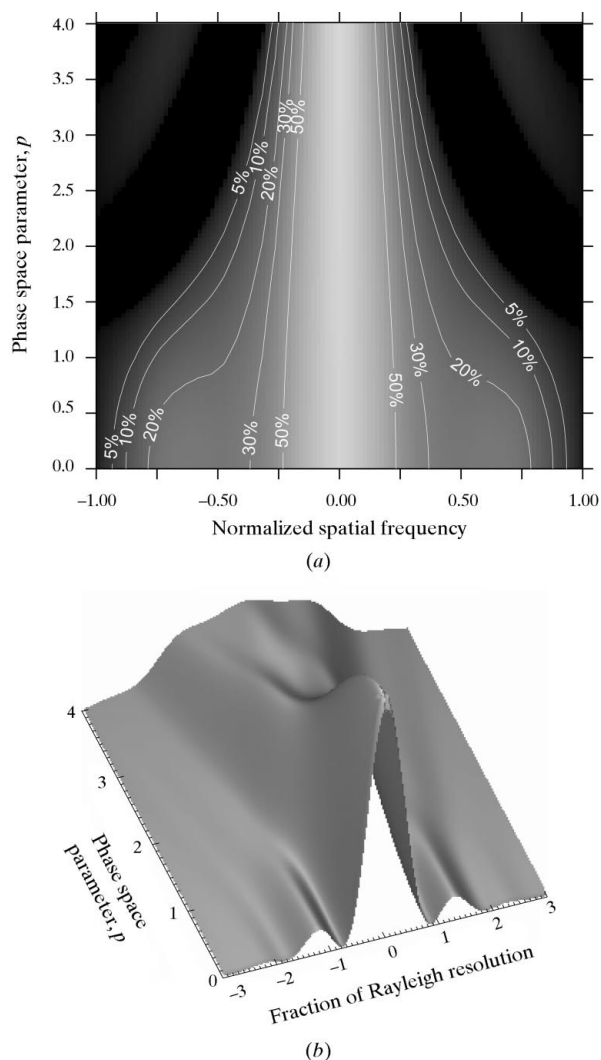 4.0
3.5
3.0
2.5
2.0
1.5
1.0
0.5
0.0
Phase space parameter, p
5% 10% 20% 30% 50%
5% 10% 20% 30% 50%
50% 30% 20% 10% 5%
–1.00 –0.50 0.00 0.50 1.00
Normalized spatial frequency
(a)
4
3
2
1
0
Phase space
parameter, p
–3 –2 –1 0 1 2 3
Fraction of Rayleigh resolution
(b)